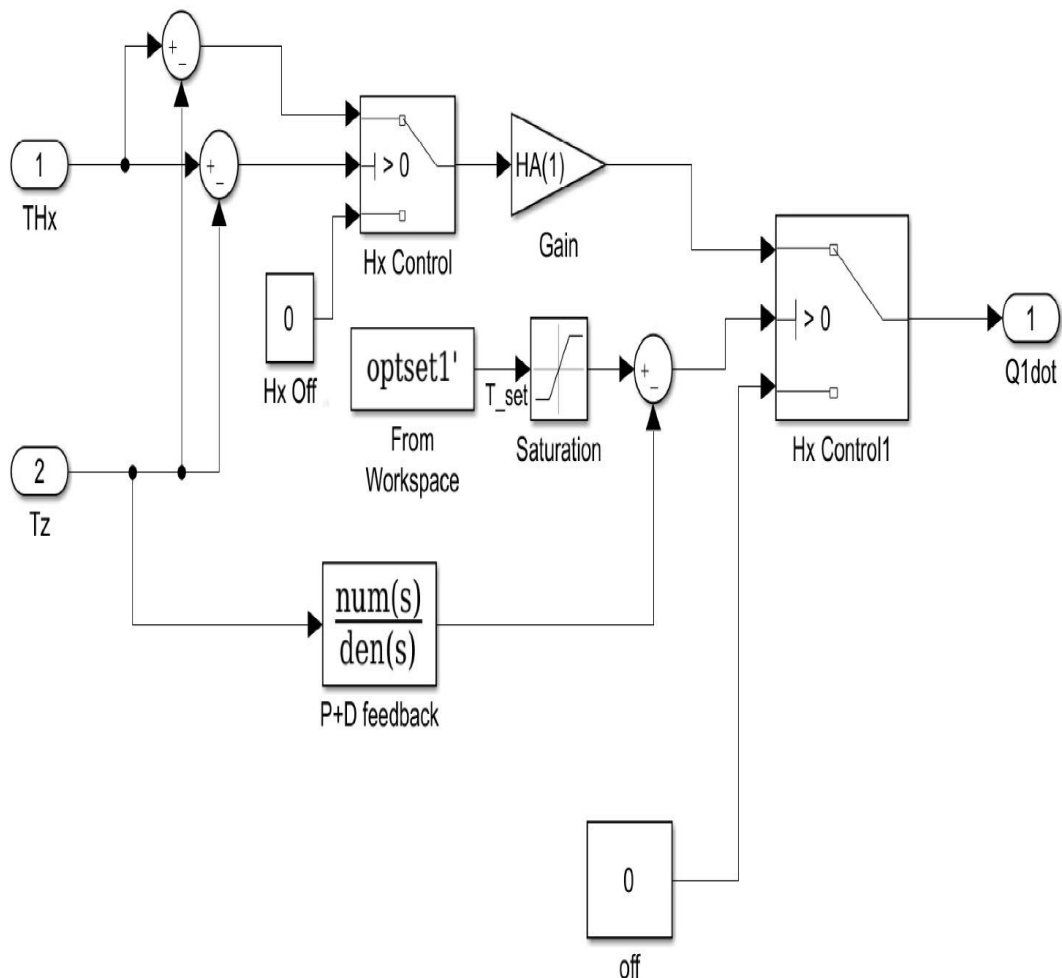 +
−
1
THx
+
−
> 0
Hx Control
HA(1)
Gain
0
Hx Off
optset1'
From
Workspace
T_set
Saturation
+
−
> 0
Hx Control1
1
Q1dot
2
Tz
num(s)
den(s)
P+D feedback
0
off